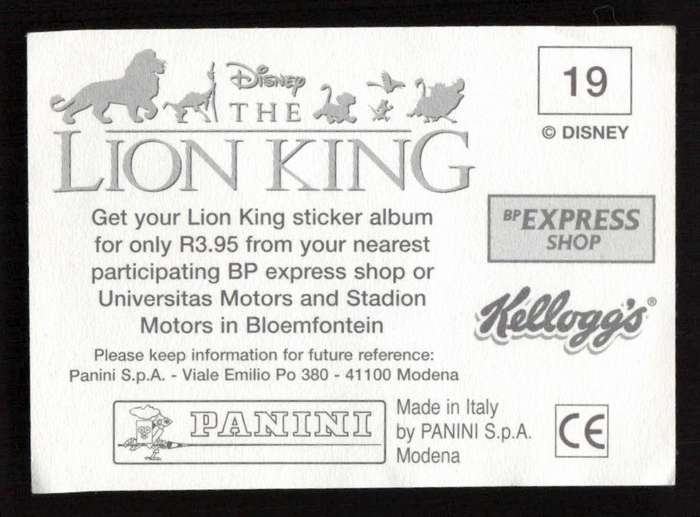 Disney
THE
LION KING
19
© DISNEY
Get your Lion King sticker album
for only R3.95 from your nearest
participating BP express shop or
Universitas Motors and Stadion
Motors in Bloemfontein
BP EXPRESS
SHOP
Kellogg's®
Please keep information for future reference:
Panini S.p.A. - Viale Emilio Po 380 - 41100 Modena
PANINI
Made in Italy
by PANINI S.p.A.
Modena
CE